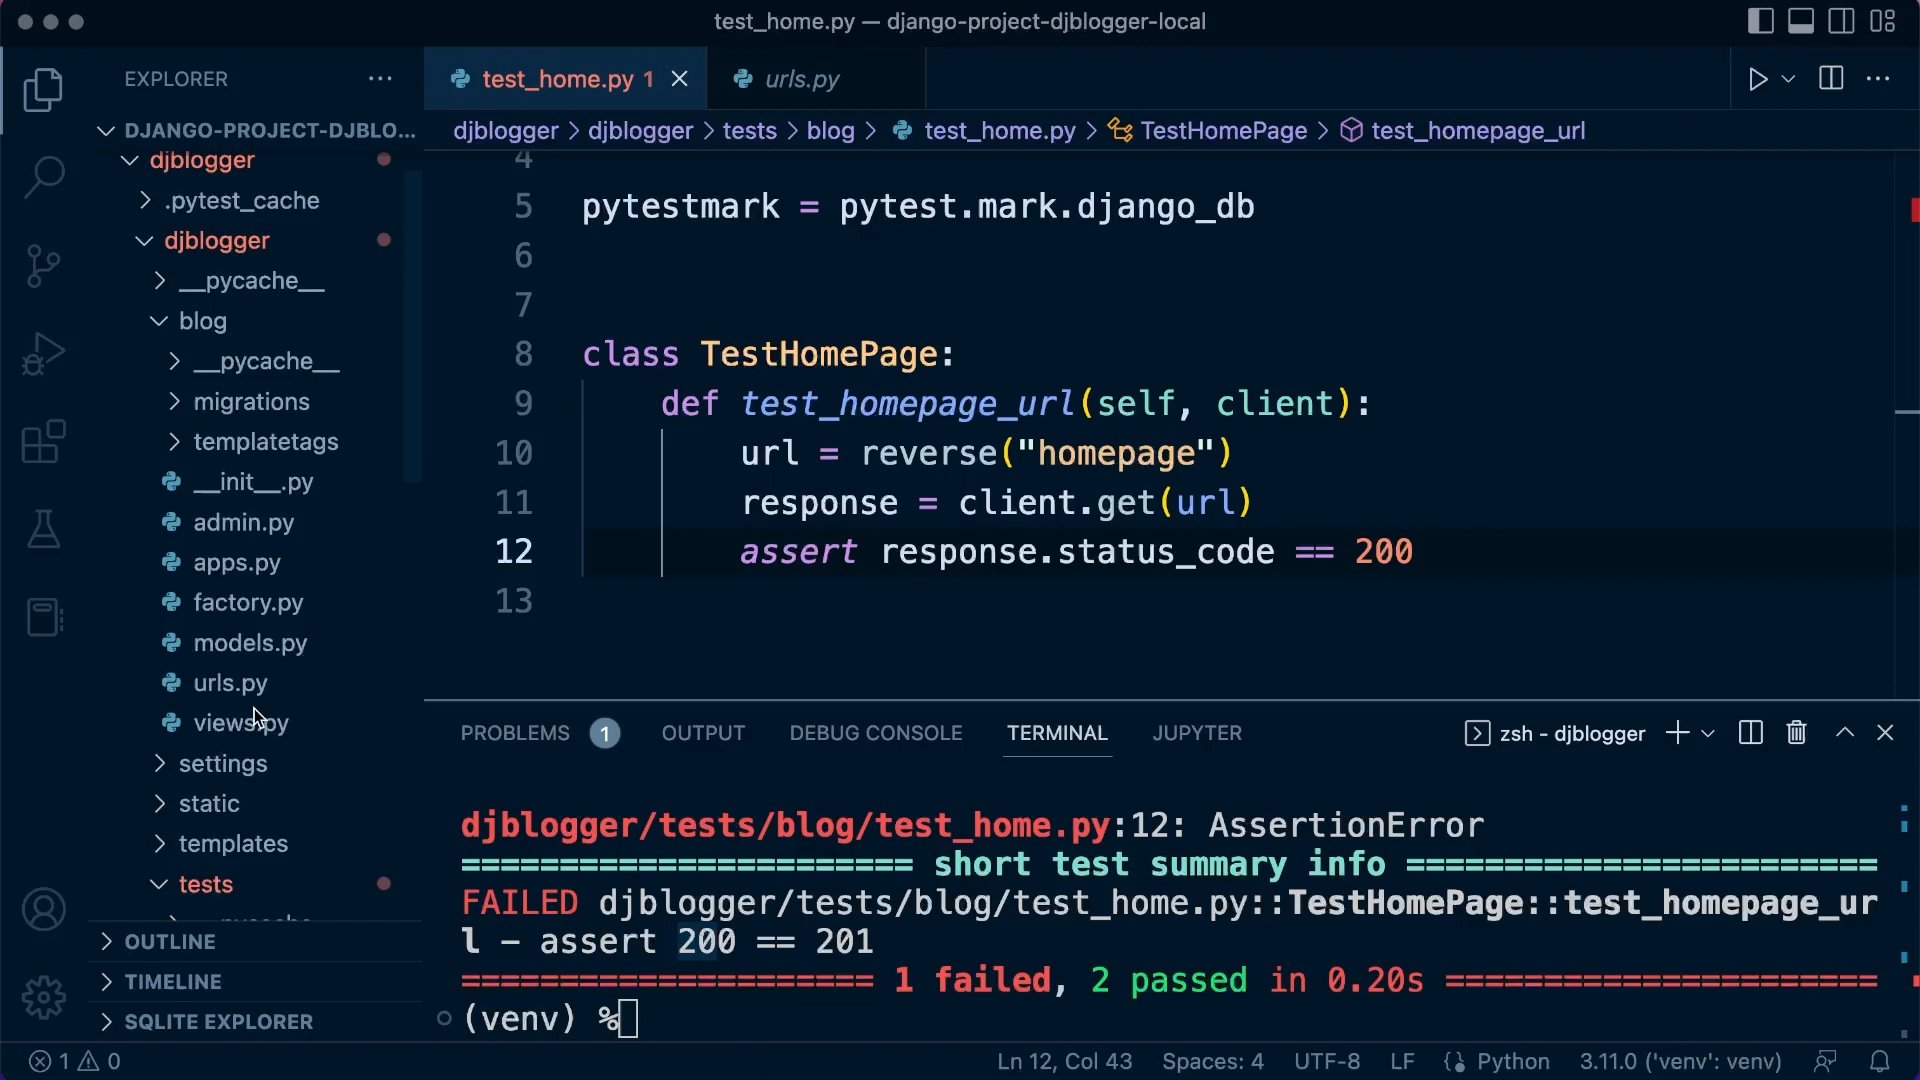 test_home.py — django-project-djblogger-local
EXPLORER
test_home.py 1
urls.py
DJANGO-PROJECT-DJBLO...
djblogger
.pytest_cache
djblogger
__pycache__
blog
__pycache__
migrations
templatetags
__init__.py
admin.py
apps.py
factory.py
models.py
urls.py
views.py
settings
static
templates
tests
OUTLINE
TIMELINE
SQLITE EXPLORER
djblogger > djblogger > tests > blog > test_home.py > TestHomePage > test_homepage_url
4
5 pytestmark = pytest.mark.django_db
6
7
8 class TestHomePage:
9 def test_homepage_url(self, client):
10 url = reverse("homepage")
11 response = client.get(url)
12 assert response.status_code == 200
13
PROBLEMS 1 OUTPUT DEBUG CONSOLE TERMINAL JUPYTER zsh - djblogger
djblogger/tests/blog/test_home.py:12: AssertionError
======================= short test summary info ========================
FAILED djblogger/tests/blog/test_home.py::TestHomePage::test_homepage_ur
l - assert 200 == 201
===================== 1 failed, 2 passed in 0.20s ======================
(venv) %
1 0 Ln 12, Col 43 Spaces: 4 UTF-8 LF Python 3.11.0 ('venv': venv)